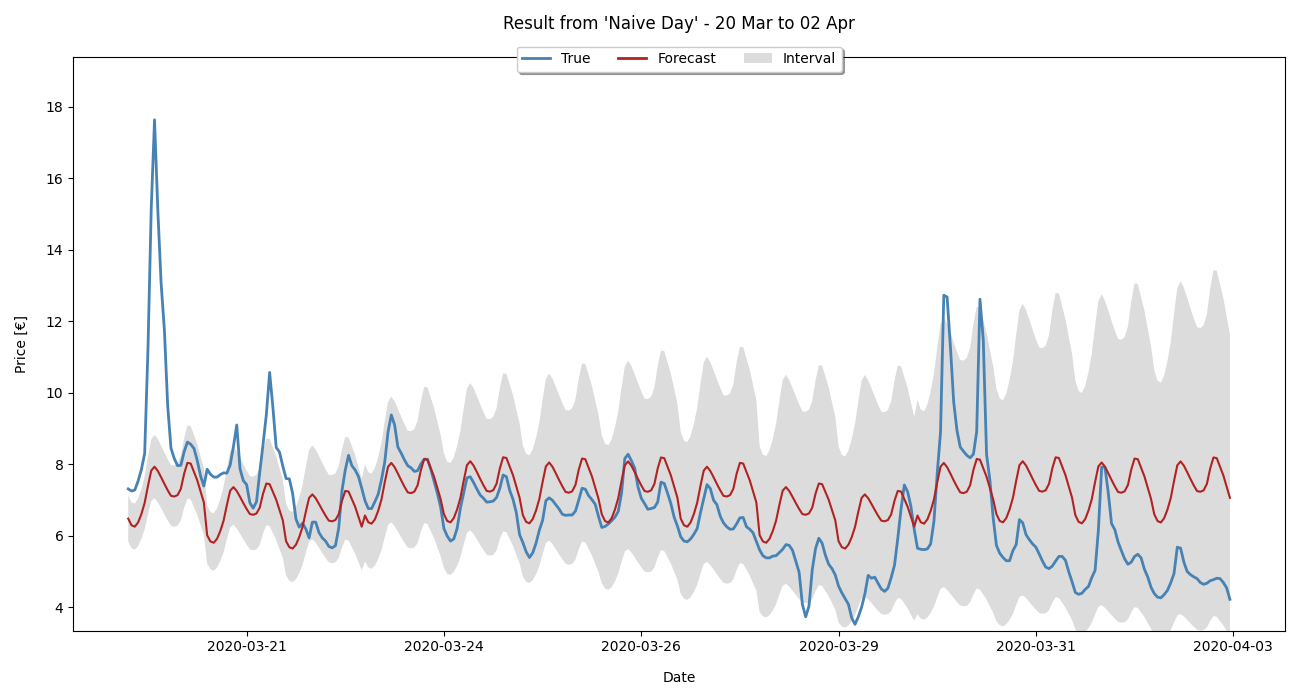 Result from 'Naive Day' - 20 Mar to 02 Apr
True Forecast Interval
18
16
14
12
10
8
6
4
Price [€]
2020-03-21 2020-03-24 2020-03-26 2020-03-29 2020-03-31 2020-04-03
Date